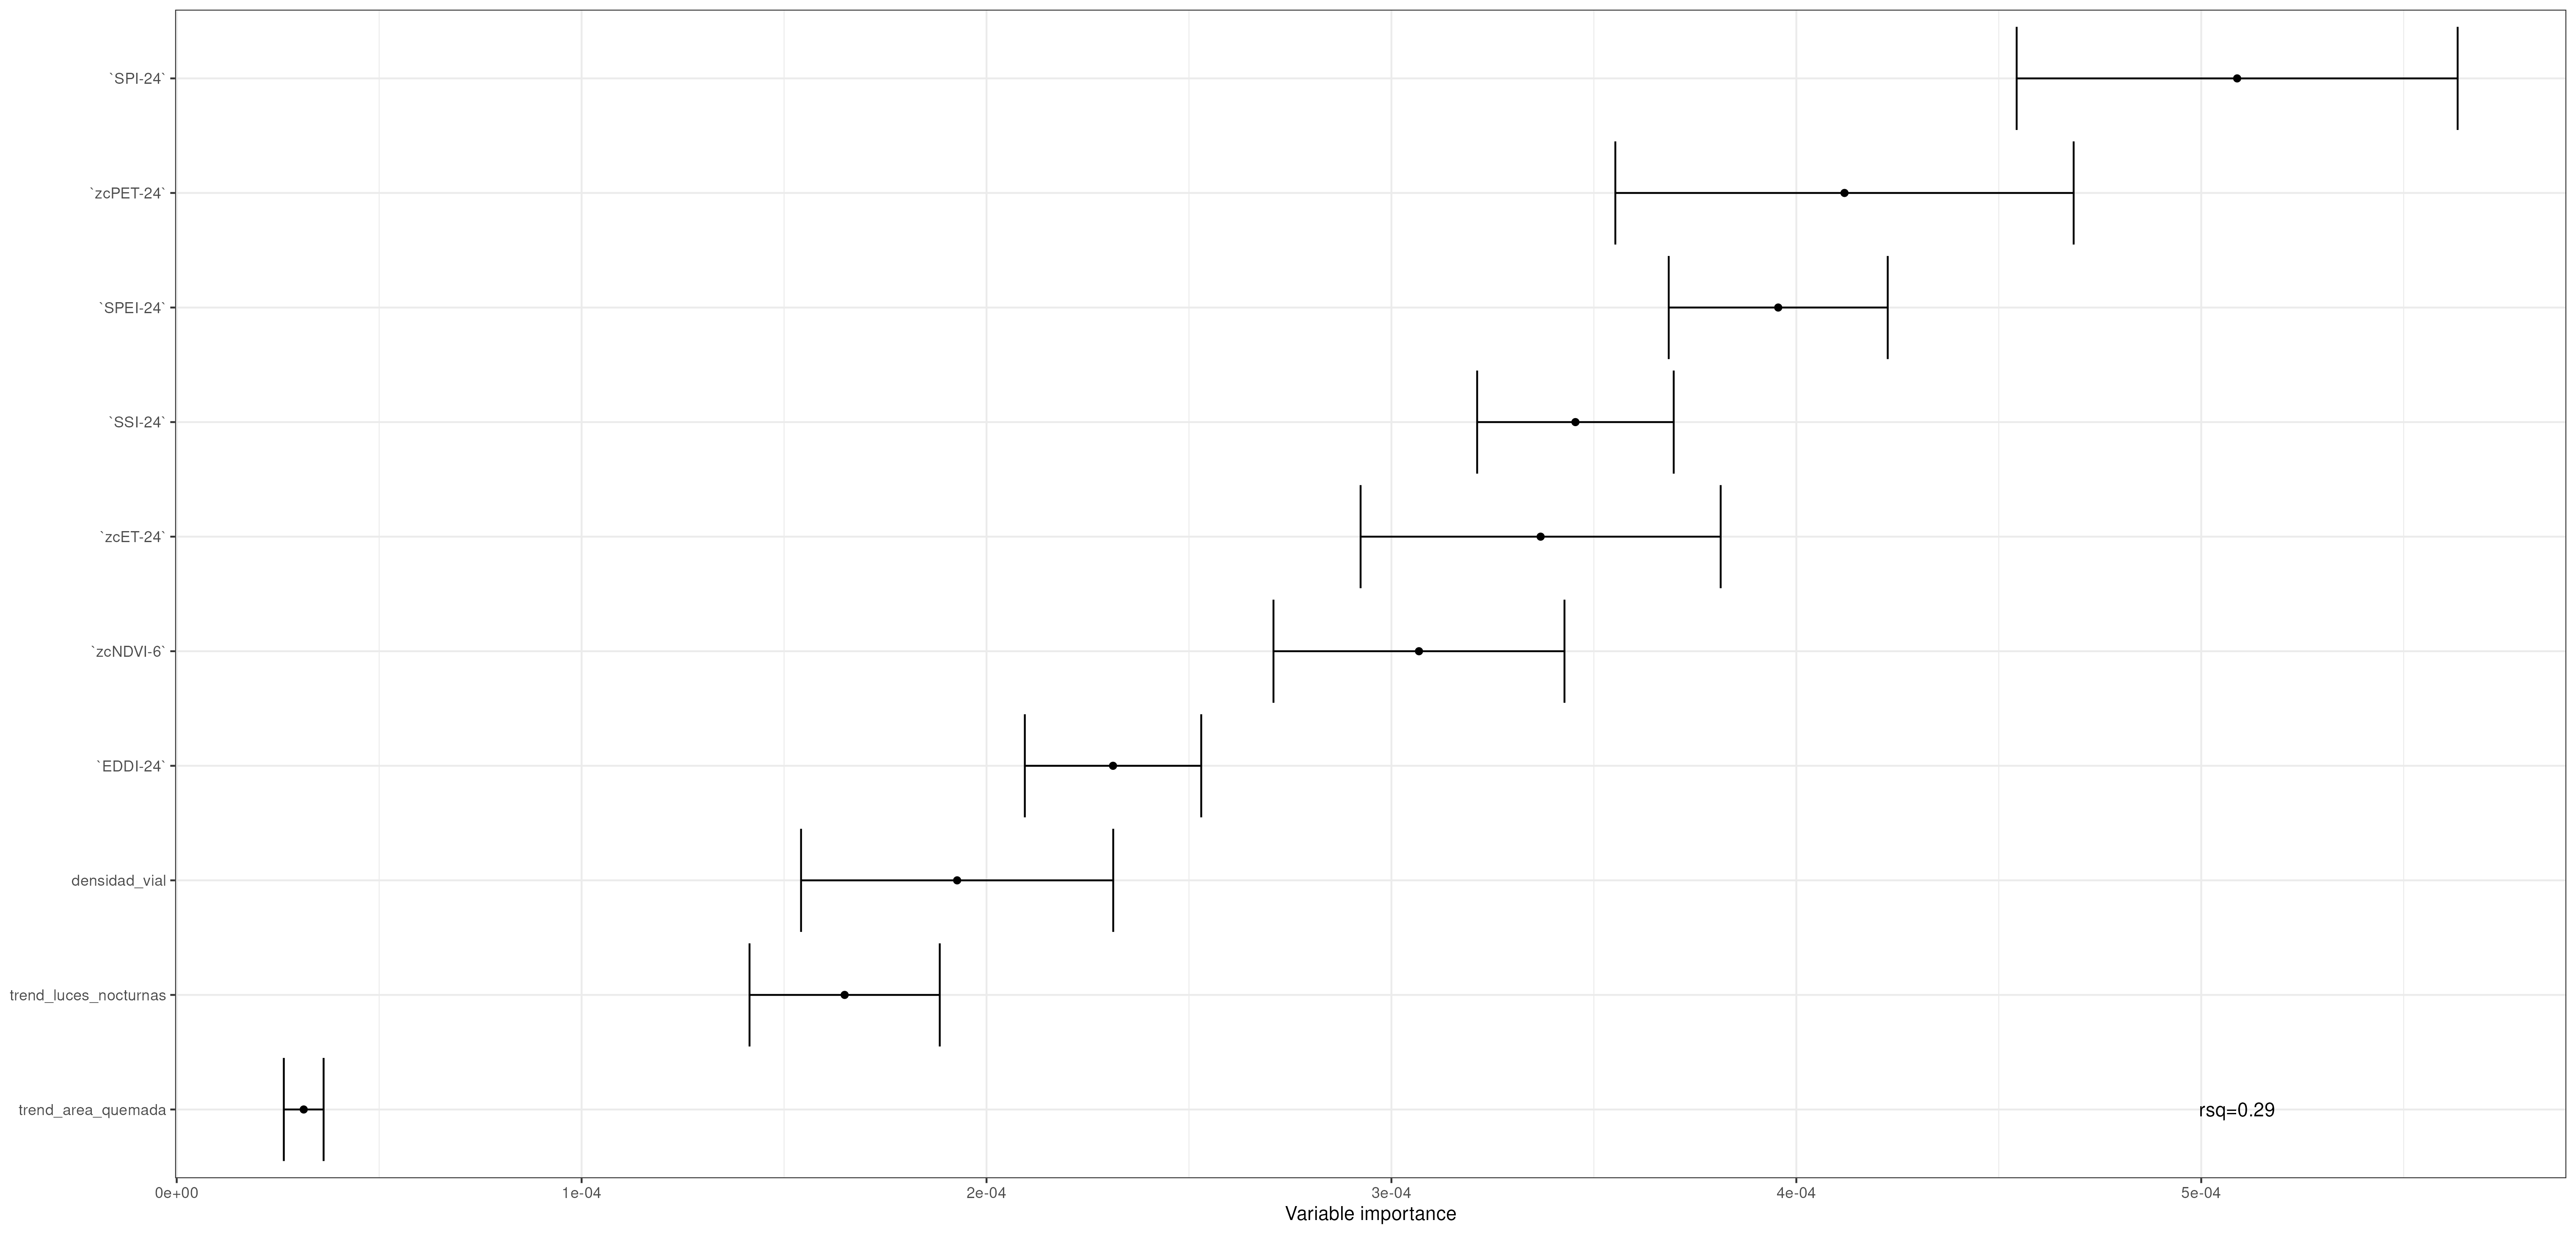 `SPI-24`
`zcPET-24`
`SPEI-24`
`SSI-24`
`zcET-24`
`zcNDVI-6`
`EDDI-24`
densidad_vial
trend_luces_nocturnas
trend_area_quemada
rsq=0.29
0e+00 1e-04 2e-04 3e-04 4e-04 5e-04
Variable importance